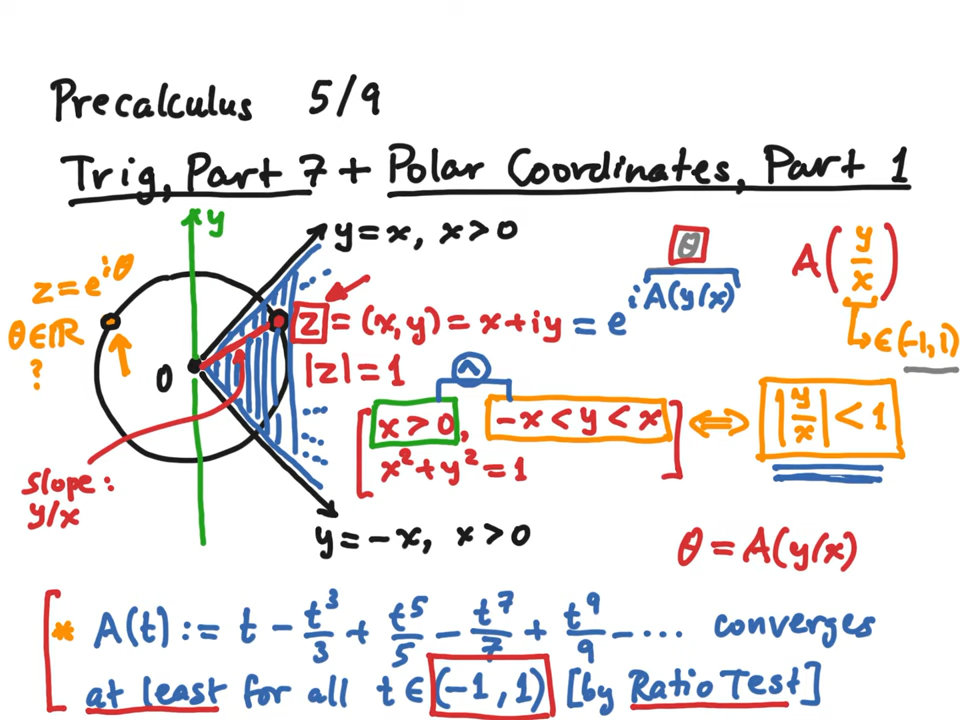 Precalculus 5/9
Trig, Part 7 + Polar Coordinates, Part 1
y
y = x, x > 0
θ
A(y/x)
z = e^{iθ}
iA(y/x)
θ∈ℝ
z = (x, y) = x + iy = e
∈(-1, 1)
?
0
|z| = 1
^
x > 0, -x < y < x ⇔ |y/x| < 1
x² + y² = 1
slope:
y/x
y = -x, x > 0
θ = A(y/x)
* A(t) := t - t³/3 + t⁵/5 - t⁷/7 + t⁹/9 - .... converges
at least for all t ∈ (-1, 1) [by Ratio Test]